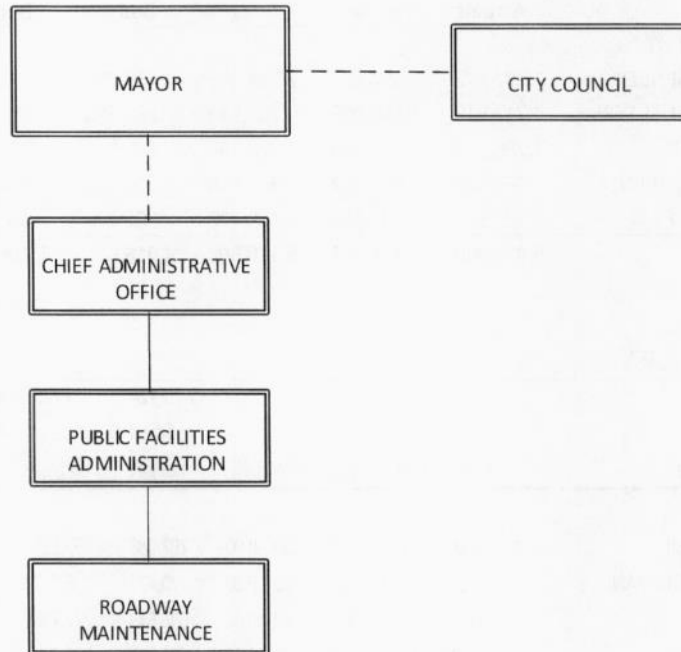 MAYOR
CITY COUNCIL
CHIEF ADMINISTRATIVE
OFFICE
PUBLIC FACILITIES
ADMINISTRATION
ROADWAY
MAINTENANCE